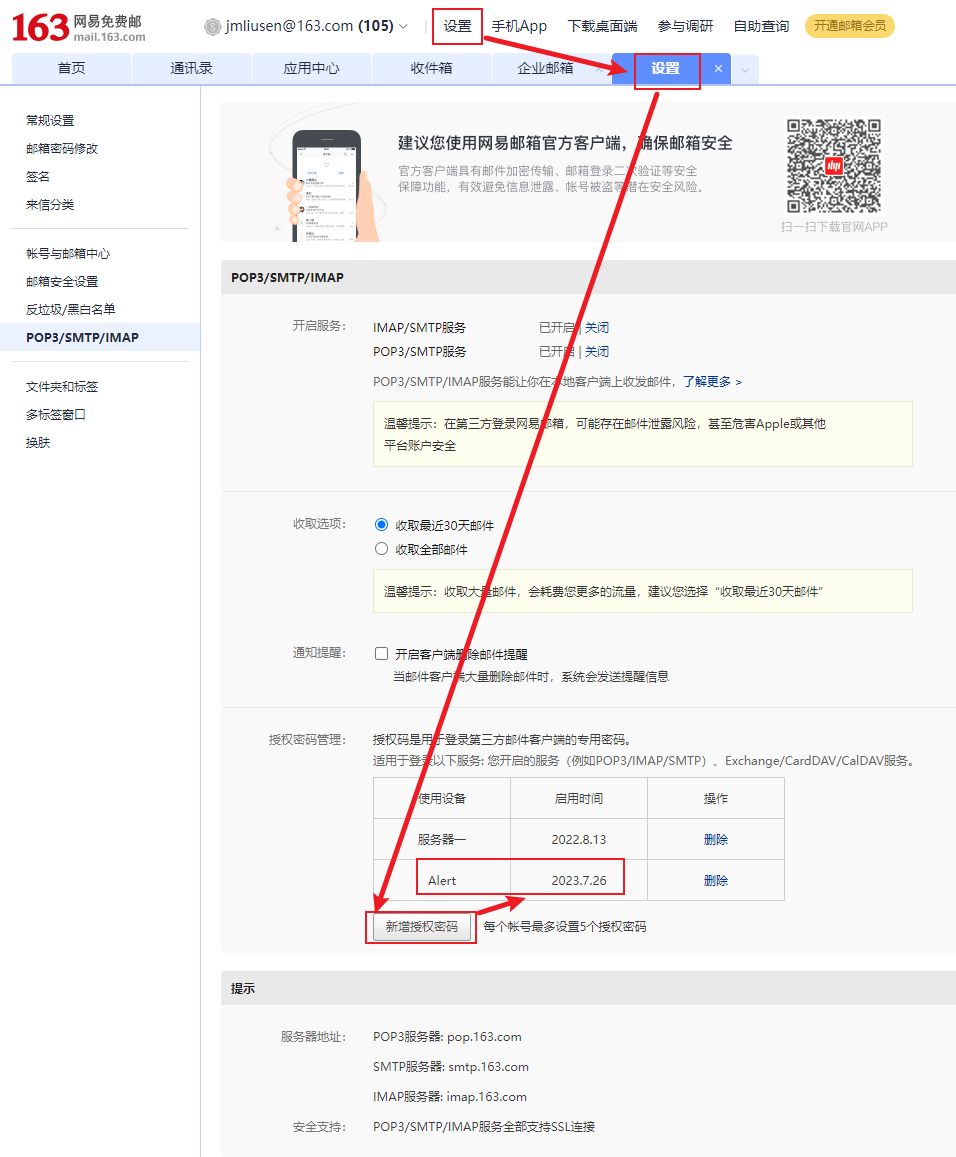 163 网易免费邮
mail.163.com
jmliusen@163.com (105)
设置 手机App 下载桌面端 参与调研 自助查询 开通邮箱会员
首页 通讯录 应用中心 收件箱 企业邮箱 × 设置 ×
常规设置
邮箱密码修改
签名
来信分类
帐号与邮箱中心
邮箱安全设置
反垃圾/黑白名单
POP3/SMTP/IMAP
文件夹和标签
多标签窗口
换肤
建议您使用网易邮箱官方客户端，确保邮箱安全
官方客户端具有邮件加密传输、邮箱登录二次验证等安全
保障功能，有效避免信息泄露、帐号被盗等潜在安全风险。
扫一扫下载官网APP
POP3/SMTP/IMAP
开启服务： IMAP/SMTP服务 已开启 | 关闭
POP3/SMTP服务 已开启 | 关闭
POP3/SMTP/IMAP服务能让你在本地客户端上收发邮件，了解更多 >
温馨提示：在第三方登录网易邮箱，可能存在邮件泄露风险，甚至危害Apple或其他
平台账户安全
收取选项： 收取最近30天邮件
收取全部邮件
温馨提示：收取大量邮件，会耗费您更多的流量，建议您选择“收取最近30天邮件”
通知提醒： 开启客户端删除邮件提醒
当邮件客户端大量删除邮件时，系统会发送提醒信息
授权密码管理： 授权码是用于登录第三方邮件客户端的专用密码。
适用于登录以下服务: 您开启的服务（例如POP3/IMAP/SMTP）、Exchange/CardDAV/CalDAV服务。
使用设备 启用时间 操作
服务器一 2022.8.13 删除
Alert 2023.7.26 删除
新增授权密码 每个帐号最多设置5个授权密码
提示
服务器地址： POP3服务器: pop.163.com
SMTP服务器: smtp.163.com
IMAP服务器: imap.163.com
安全支持： POP3/SMTP/IMAP服务全部支持SSL连接